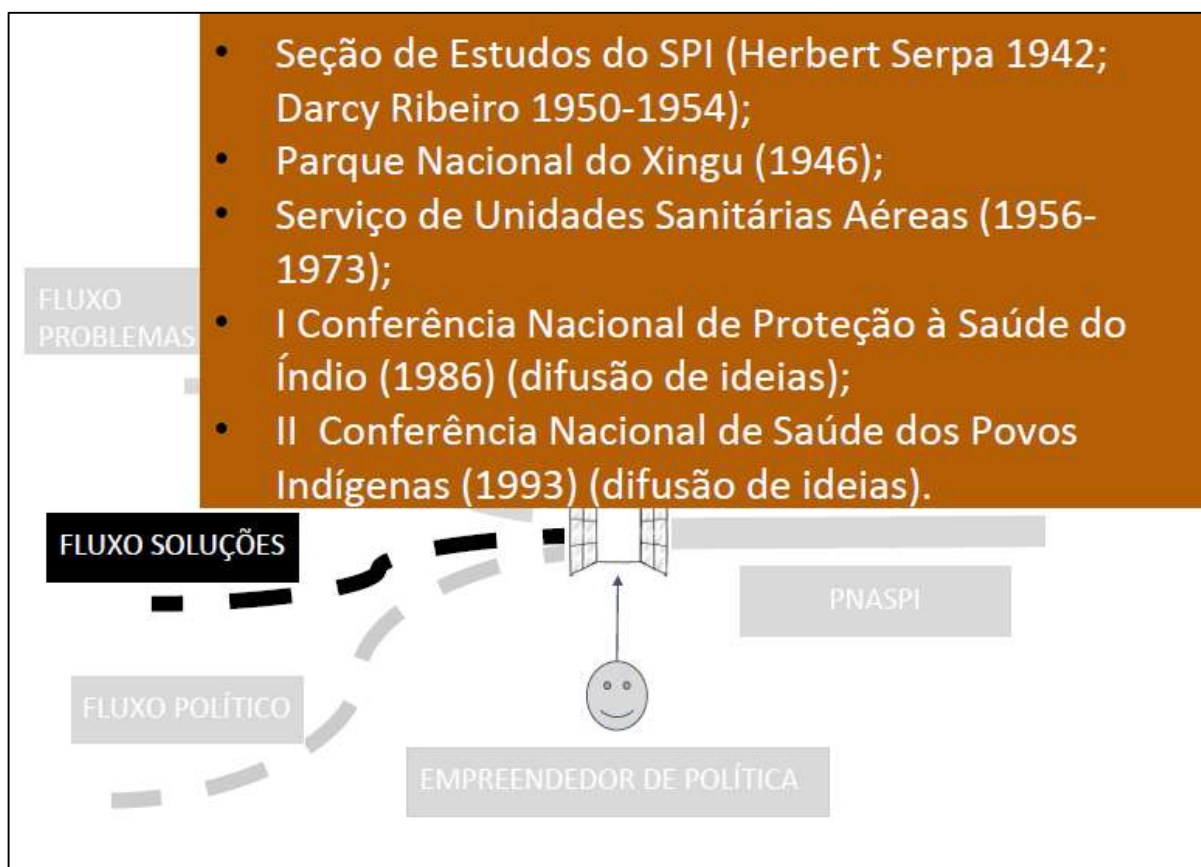 • Seção de Estudos do SPI (Herbert Serpa 1942;
Darcy Ribeiro 1950-1954);
• Parque Nacional do Xingu (1946);
• Serviço de Unidades Sanitárias Aéreas (1956-
1973);
• I Conferência Nacional de Proteção à Saúde do
Índio (1986) (difusão de ideias);
• II Conferência Nacional de Saúde dos Povos
Indígenas (1993) (difusão de ideias).
FLUXO
PROBLEMAS
FLUXO SOLUÇÕES
PNASPI
FLUXO POLÍTICO
EMPREENDEDOR DE POLÍTICA